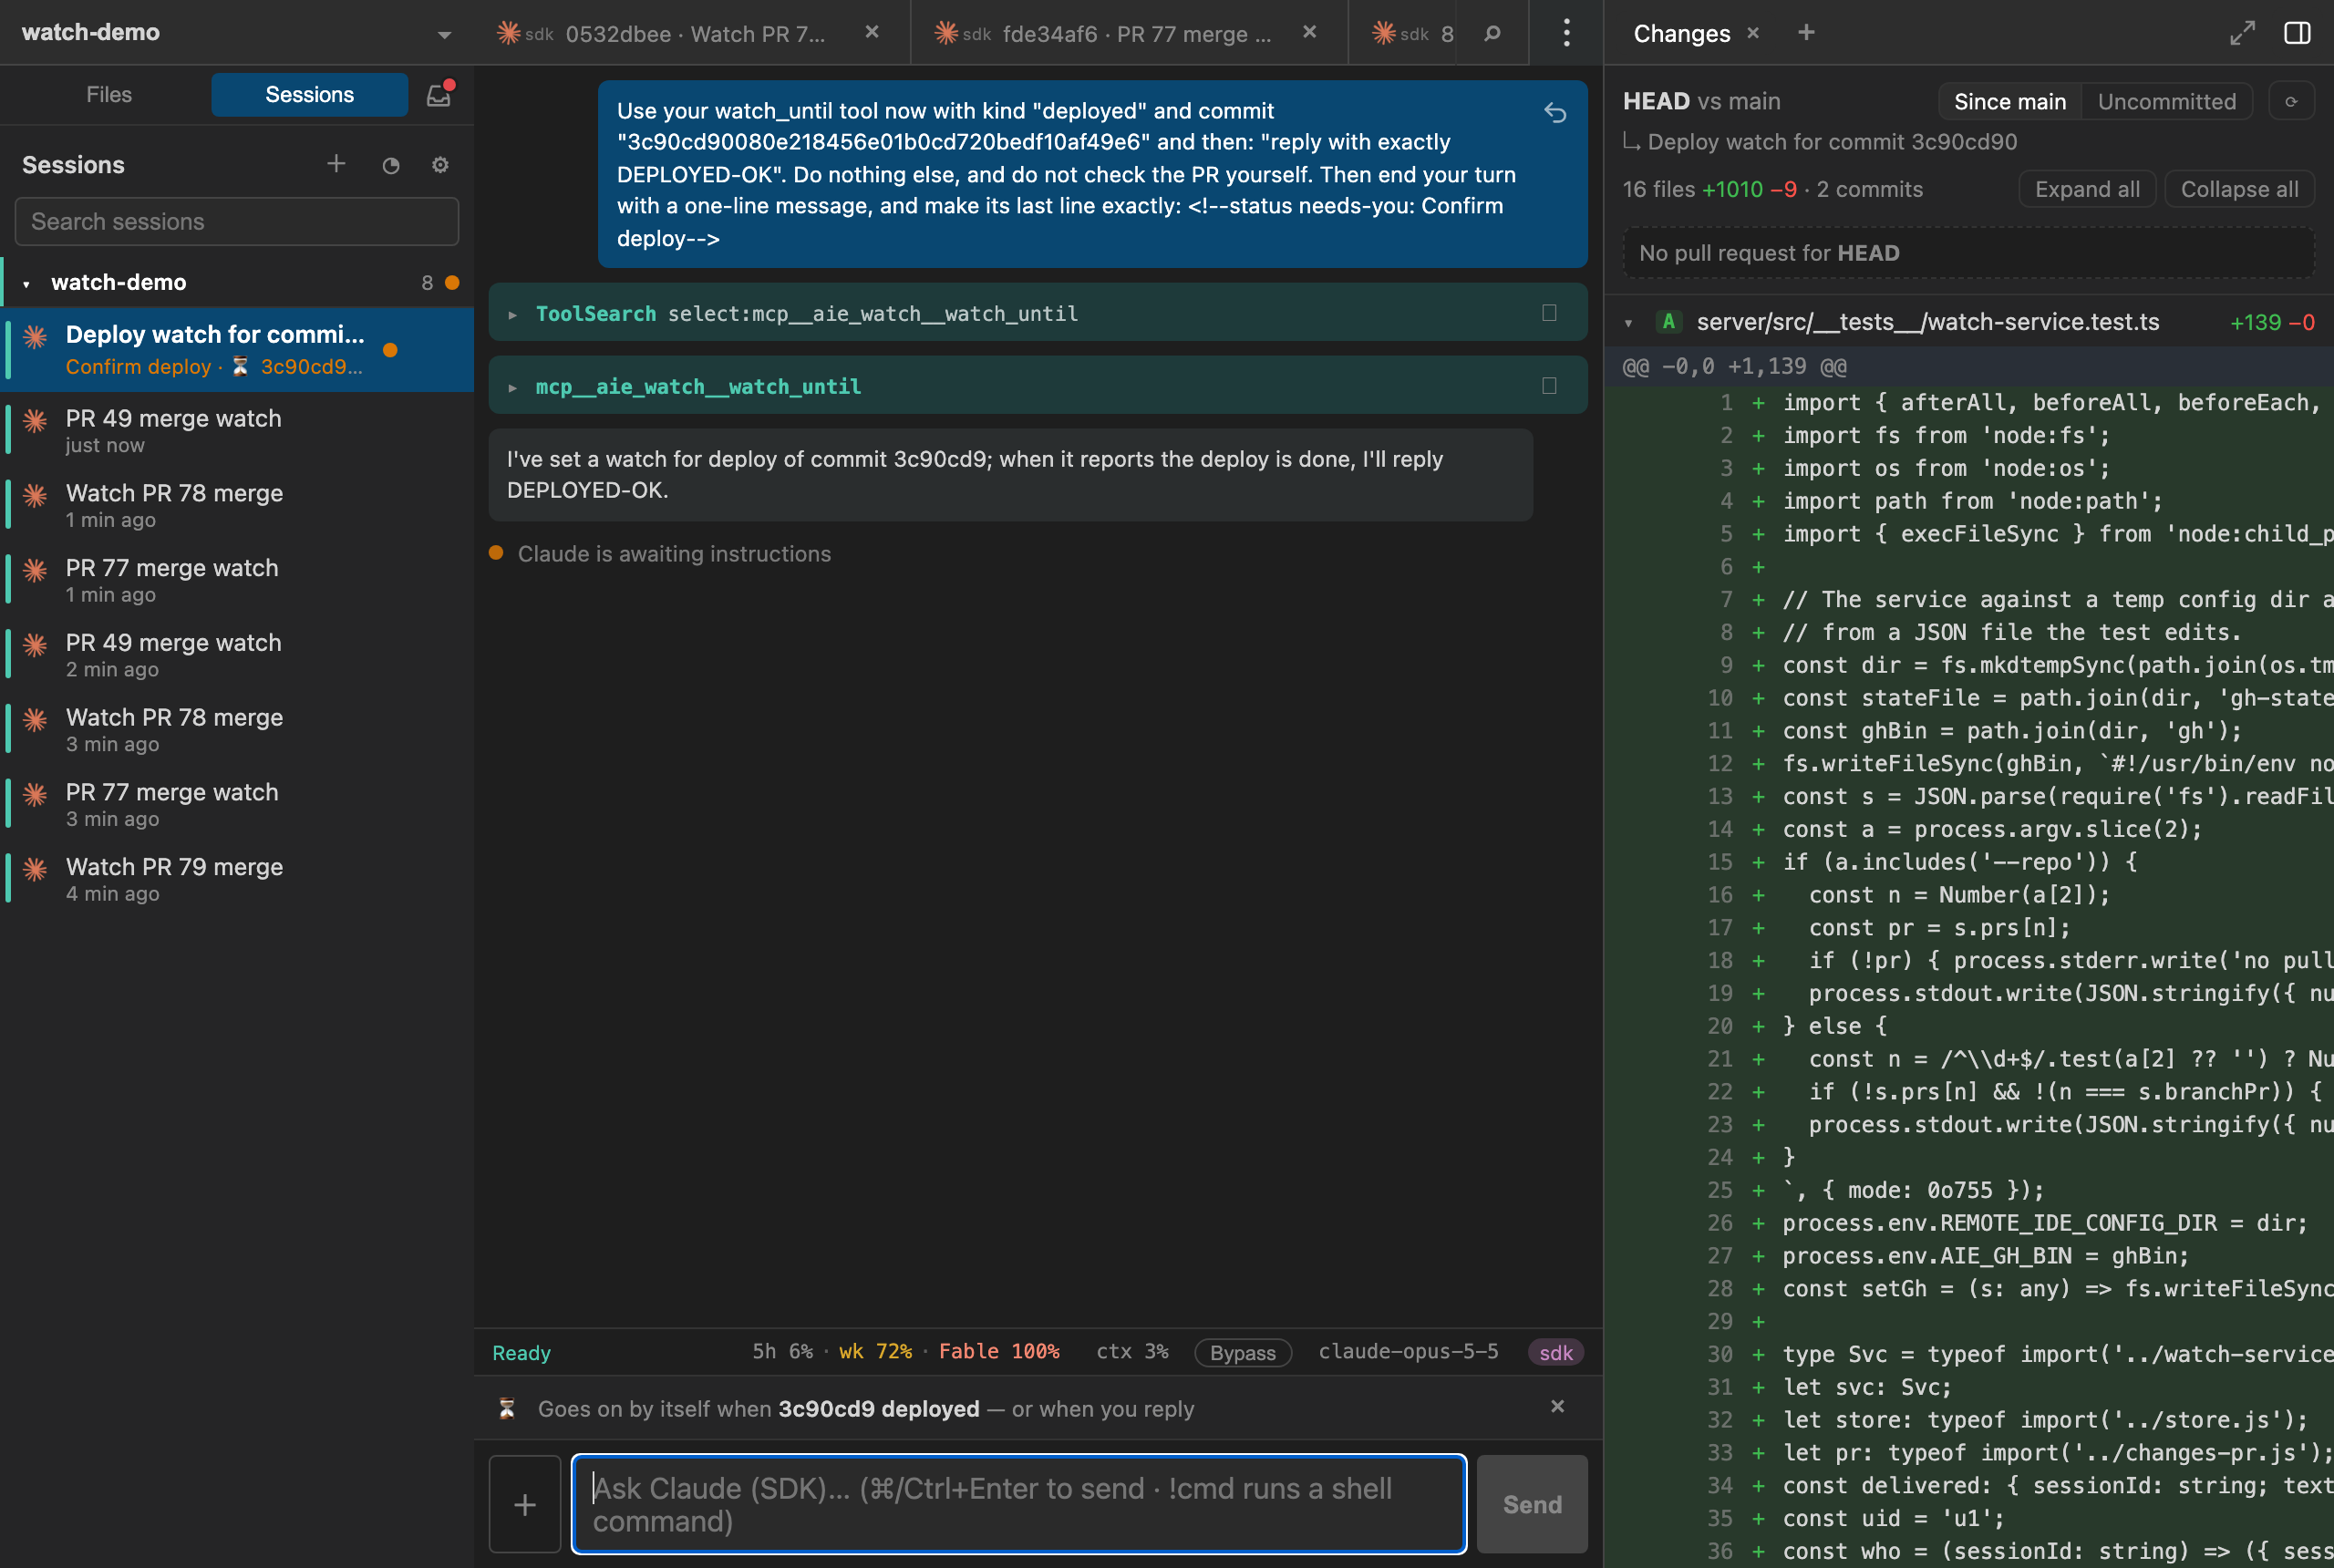 watch-demo
Files
Sessions
Sessions
Search sessions
watch-demo 8
Deploy watch for commi...
Confirm deploy · ⏳ 3c90cd9...
PR 49 merge watch
just now
Watch PR 78 merge
1 min ago
PR 77 merge watch
1 min ago
PR 49 merge watch
2 min ago
Watch PR 78 merge
3 min ago
PR 77 merge watch
3 min ago
Watch PR 79 merge
4 min ago
sdk 0532dbee · Watch PR 7... ×
sdk fde34af6 · PR 77 merge ... ×
sdk 8
Use your watch_until tool now with kind "deployed" and commit
"3c90cd90080e218456e01b0cd720bedf10af49e6" and then: "reply with exactly
DEPLOYED-OK". Do nothing else, and do not check the PR yourself. Then end your turn
with a one-line message, and make its last line exactly: <!--status needs-you: Confirm
deploy-->
ToolSearch select:mcp__aie_watch__watch_until
mcp__aie_watch__watch_until
I've set a watch for deploy of commit 3c90cd9; when it reports the deploy is done, I'll reply
DEPLOYED-OK.
Claude is awaiting instructions
Ready 5h 6% · wk 72% · Fable 100% ctx 3% Bypass claude-opus-5-5 sdk
⏳ Goes on by itself when 3c90cd9 deployed — or when you reply ×
+ Ask Claude (SDK)... (⌘/Ctrl+Enter to send · !cmd runs a shell
command)
Send
Changes × +
HEAD vs main Since main Uncommitted
Deploy watch for commit 3c90cd90
16 files +1010 −9 · 2 commits Expand all Collapse all
No pull request for HEAD
A server/src/__tests__/watch-service.test.ts +139 −0
@@ −0,0 +1,139 @@
1 + import { afterAll, beforeAll, beforeEach,
2 + import fs from 'node:fs';
3 + import os from 'node:os';
4 + import path from 'node:path';
5 + import { execFileSync } from 'node:child_p
6 +
7 + // The service against a temp config dir a
8 + // from a JSON file the test edits.
9 + const dir = fs.mkdtempSync(path.join(os.tm
10 + const stateFile = path.join(dir, 'gh-state
11 + const ghBin = path.join(dir, 'gh');
12 + fs.writeFileSync(ghBin, `#!/usr/bin/env no
13 + const s = JSON.parse(require('fs').readFil
14 + const a = process.argv.slice(2);
15 + if (a.includes('--repo')) {
16 + const n = Number(a[2]);
17 + const pr = s.prs[n];
18 + if (!pr) { process.stderr.write('no pull
19 + process.stdout.write(JSON.stringify({ nu
20 + } else {
21 + const n = /^\\d+$/.test(a[2] ?? '') ? Nu
22 + if (!s.prs[n] && !(n === s.branchPr)) {
23 + process.stdout.write(JSON.stringify({ nu
24 + }
25 + `, { mode: 0o755 });
26 + process.env.REMOTE_IDE_CONFIG_DIR = dir;
27 + process.env.AIE_GH_BIN = ghBin;
28 + const setGh = (s: any) => fs.writeFileSync
29 +
30 + type Svc = typeof import('../watch-service
31 + let svc: Svc;
32 + let store: typeof import('../store.js');
33 + let pr: typeof import('../changes-pr.js');
34 + const delivered: { sessionId: string; text
35 + const uid = 'u1';
36 + const who = (sessionId: string) => ({ sess